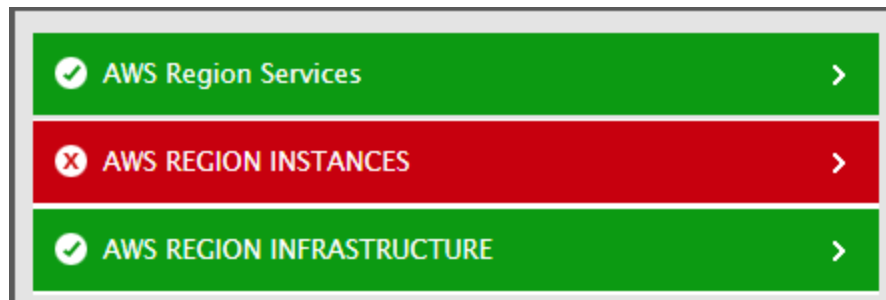 AWS Region Services
AWS REGION INSTANCES
AWS REGION INFRASTRUCTURE